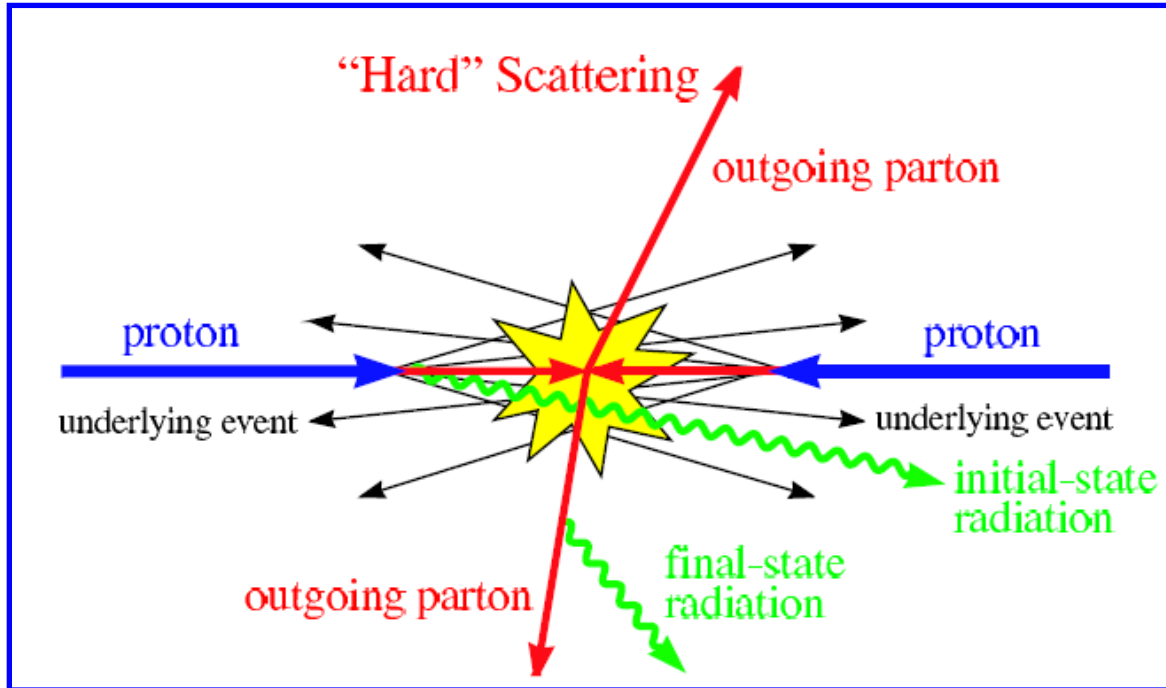 “Hard” Scattering
outgoing parton
proton
proton
underlying event
underlying event
initial-state
radiation
final-state
radiation
outgoing parton